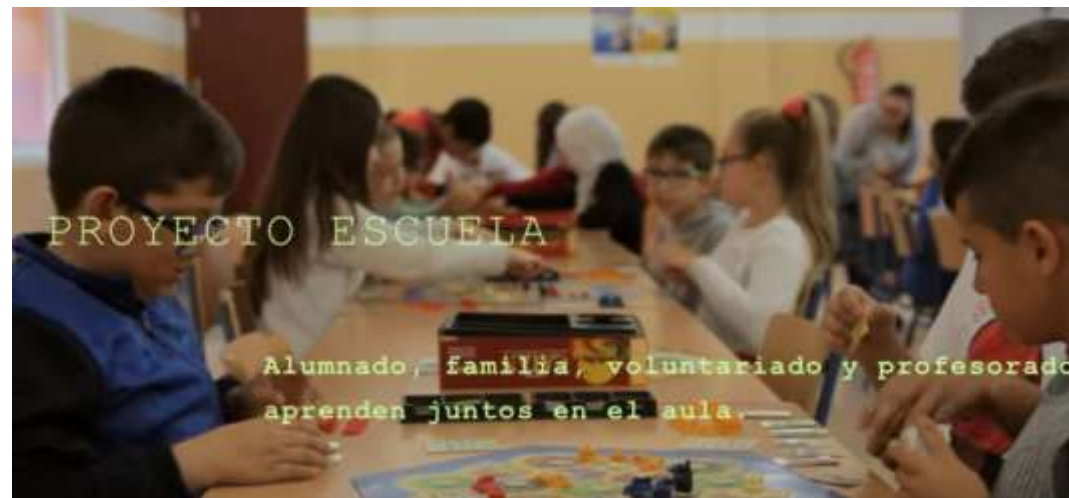 PROYECTO ESCUELA
Alumnado, familia, voluntariado y profesorado
aprenden juntos en el aula.